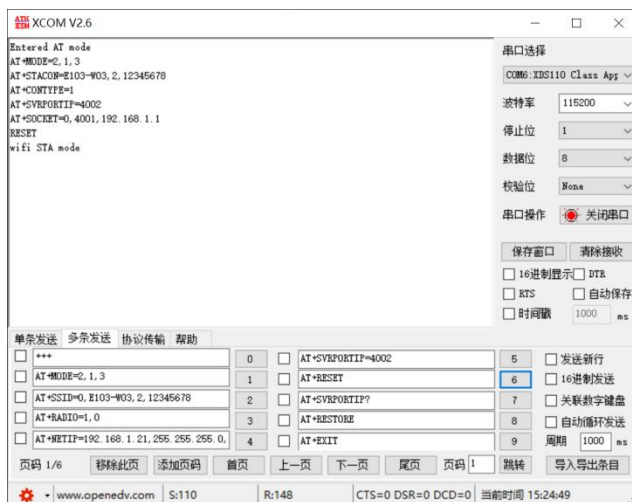 ATK XCOM XCOM V2.6
Entered AT mode
AT+MODE=2,1,3
AT+STACON=E103-W03,2,12345678
AT+CONTYPE=1
AT+SVRPORTIP=4002
AT+SOCKET=0,4001,192.168.1.1
RESET
wifi STA mode
串口选择
COM6:XDS110 Class App
波特率 115200
停止位 1
数据位 8
校验位 None
串口操作 关闭串口
保存窗口 清除接收
16进制显示 DTR
RTS 自动保存
时间戳 1000 ms
单条发送 多条发送 协议传输 帮助
+++ 0 AT+SVRPORTIP=4002 5 发送新行
AT+MODE=2,1,3 1 AT+RESET 6 16进制发送
AT+SSID=0,E103-W03,2,12345678 2 AT+SVRPORTIP? 7 关联数字键盘
AT+RADIO=1,0 3 AT+RESTORE 8 自动循环发送
AT+NETIP=192.168.1.21,255.255.255.0, 4 AT+EXIT 9 周期 1000 ms
页码 1/6 移除此页 添加页码 首页 上一页 下一页 尾页 页码 1 跳转 导入导出条目
www.openedv.com S:110 R:148 CTS=0 DSR=0 DCD=0 当前时间 15:24:49